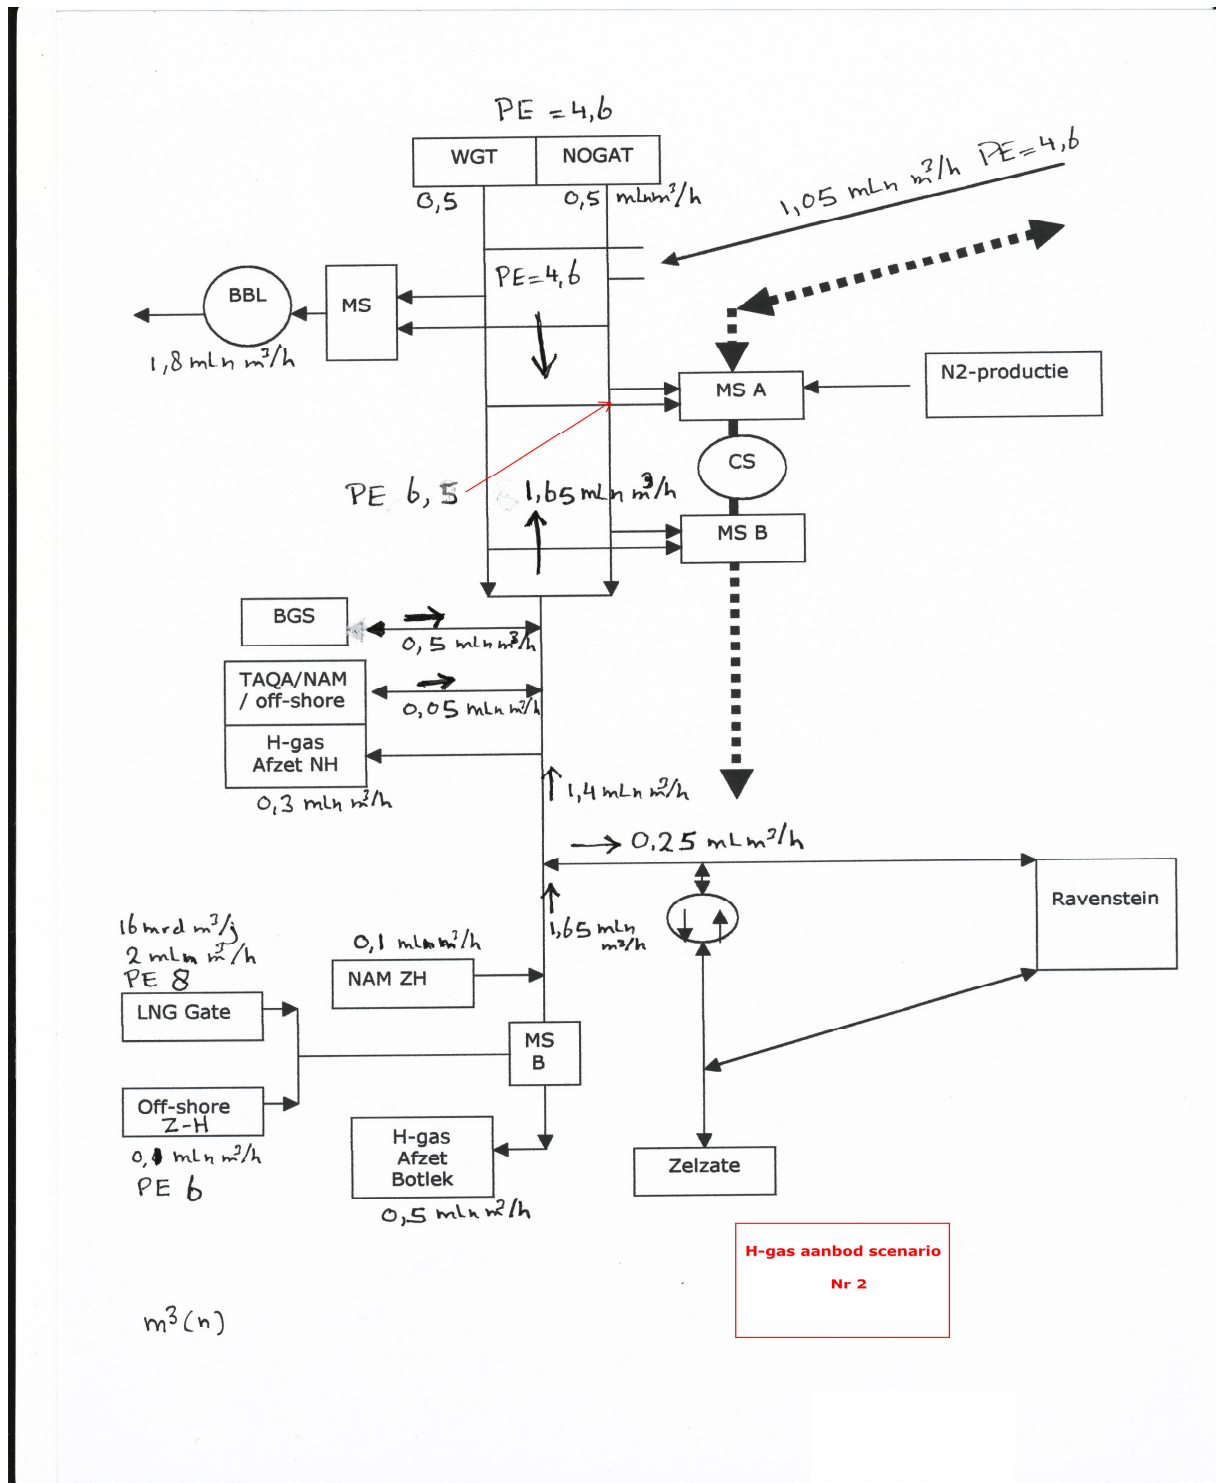 PE = 4,6
WGT NOGAT
0,5 0,5 mlnm³/h
1,05 mLn m³/h PE=4,6
PE=4,6
BBL
MS
1,8 mln m³/h
MS A
N2-productie
CS
PE 6,5
1,65 mLn m³/h
MS B
BGS
0,5 mln m³/h
TAQA/NAM
/ off-shore
0,05 mLn m³/h
H-gas
Afzet NH
0,3 mLn m³/h
1,4 mLn m³/h
0,25 mLm³/h
Ravenstein
1,65 mLn
m³/h
16 mrd m³/j
2 mLn m³/h
PE 8
LNG Gate
0,1 mLn m³/h
NAM ZH
MS
B
Off-shore
Z-H
0,1 mLn m³/h
PE 6
H-gas
Afzet
Botlek
0,5 mLn m³/h
Zelzate
H-gas aanbod scenario
Nr 2
m³(n)